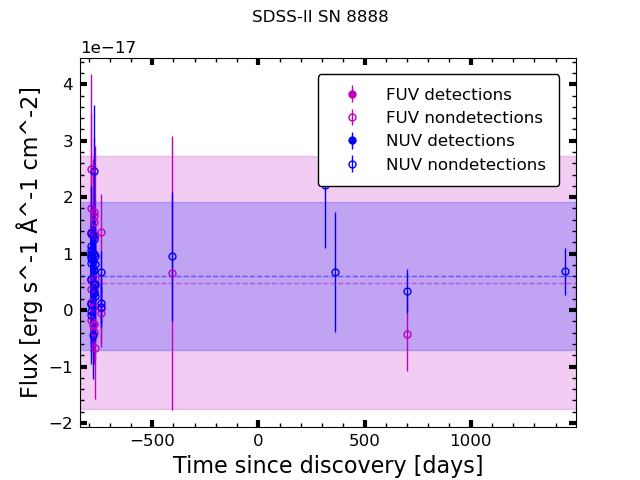 SDSS-II SN 8888
1e−17
FUV detections
FUV nondetections
NUV detections
NUV nondetections
4
3
2
1
0
−1
−2
Flux [erg s^-1 Å^-1 cm^-2]
−500 0 500 1000
Time since discovery [days]